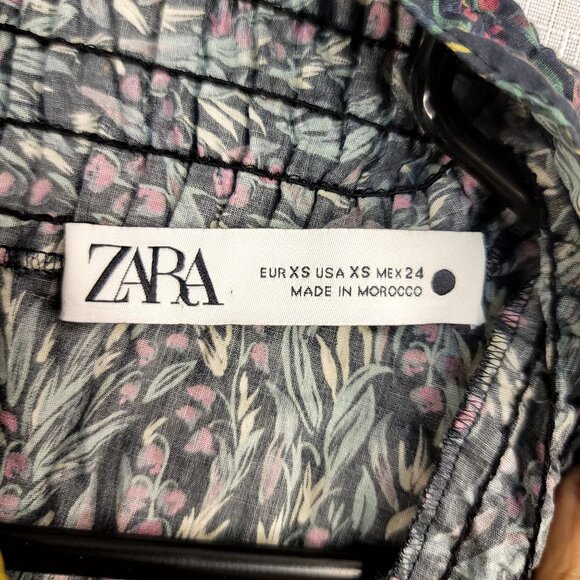 ZARA
EUR XS USA XS MEX 24
MADE IN MOROCCO